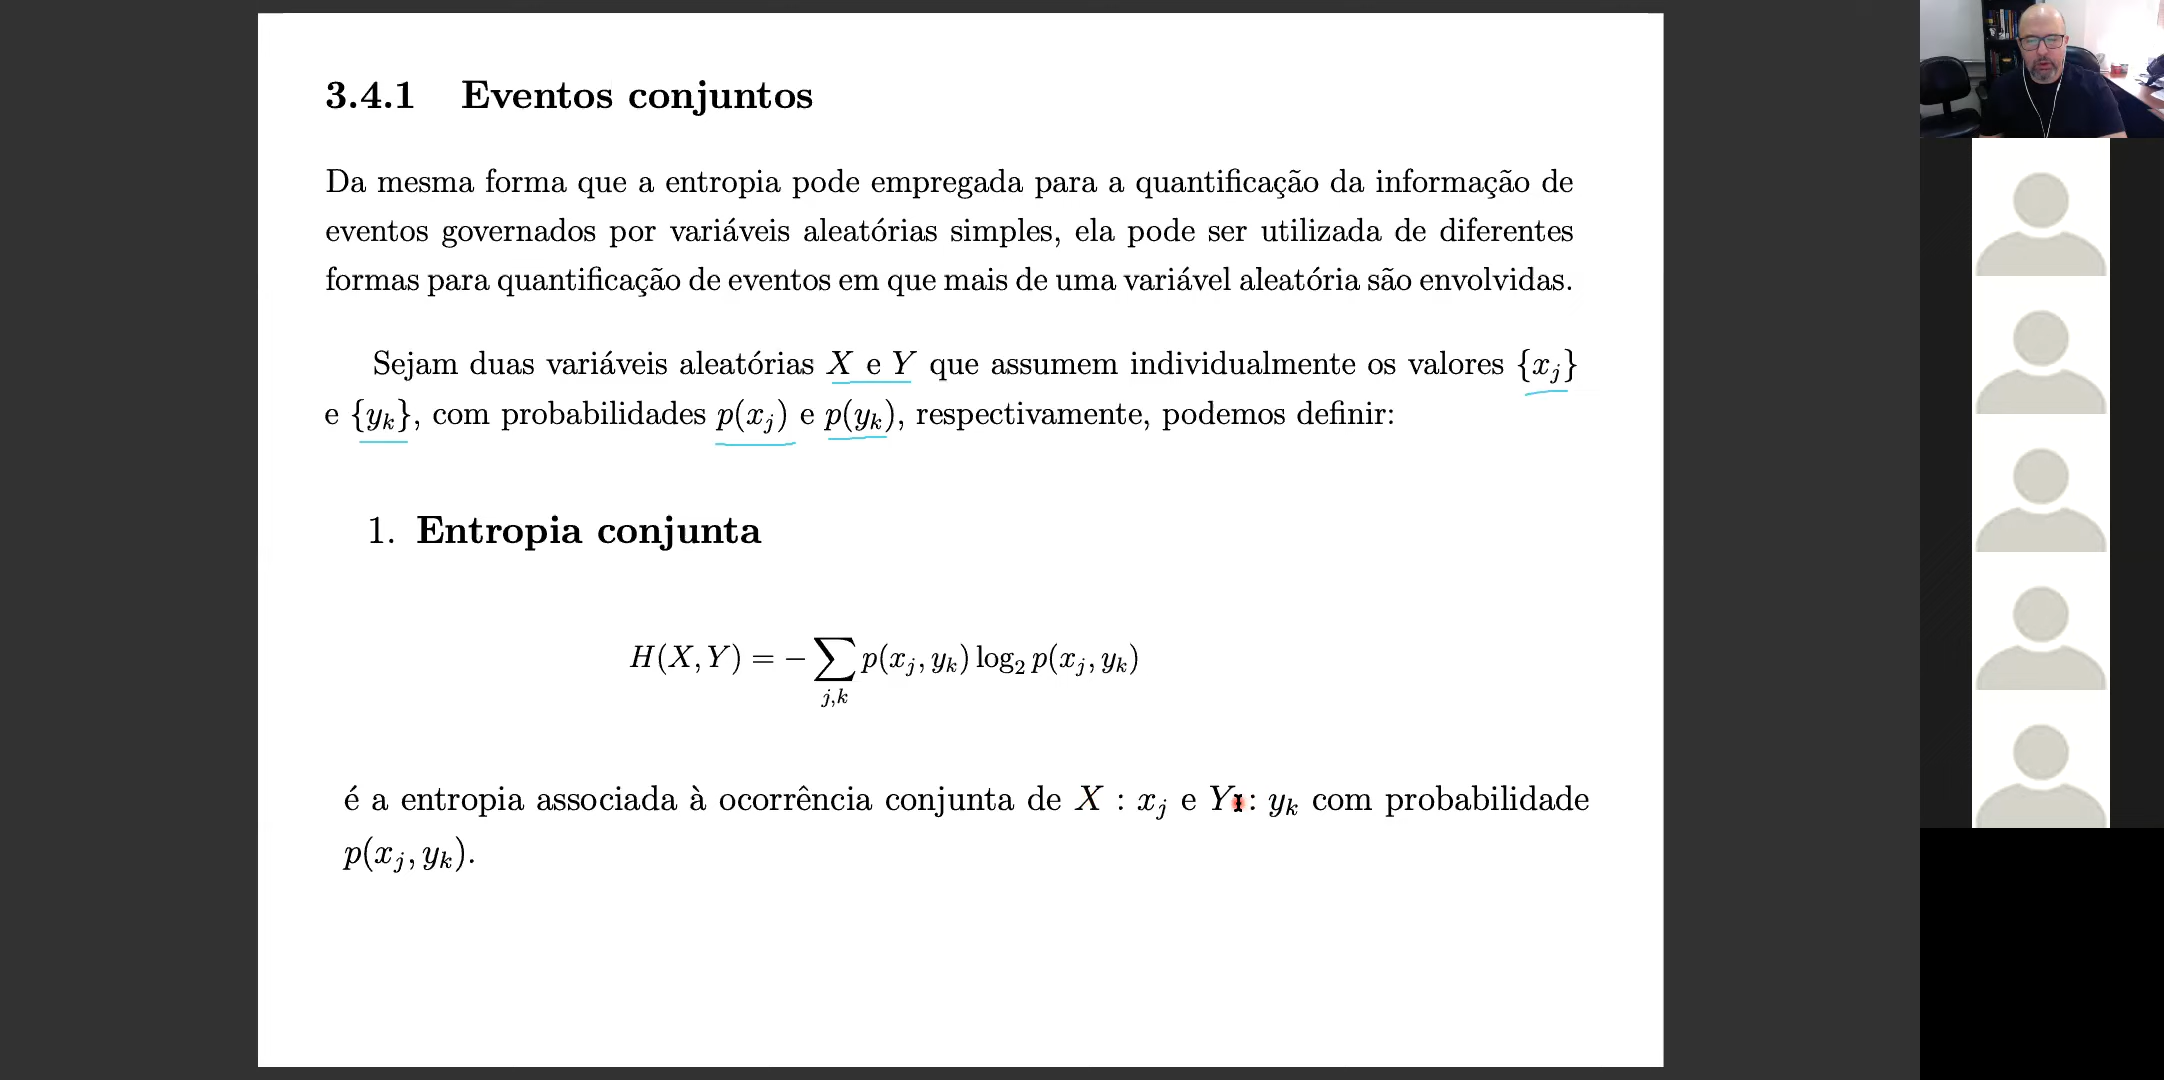 3.4.1 Eventos conjuntos
Da mesma forma que a entropia pode empregada para a quantificação da informação de
eventos governados por variáveis aleatórias simples, ela pode ser utilizada de diferentes
formas para quantificação de eventos em que mais de uma variável aleatória são envolvidas.
Sejam duas variáveis aleatórias X e Y que assumem individualmente os valores {x_j}
e {y_k}, com probabilidades p(x_j) e p(y_k), respectivamente, podemos definir:
1. Entropia conjunta
H(X, Y) = − ∑_{j,k} p(x_j, y_k) log_2 p(x_j, y_k)
é a entropia associada à ocorrência conjunta de X : x_j e Y : y_k com probabilidade
p(x_j, y_k).